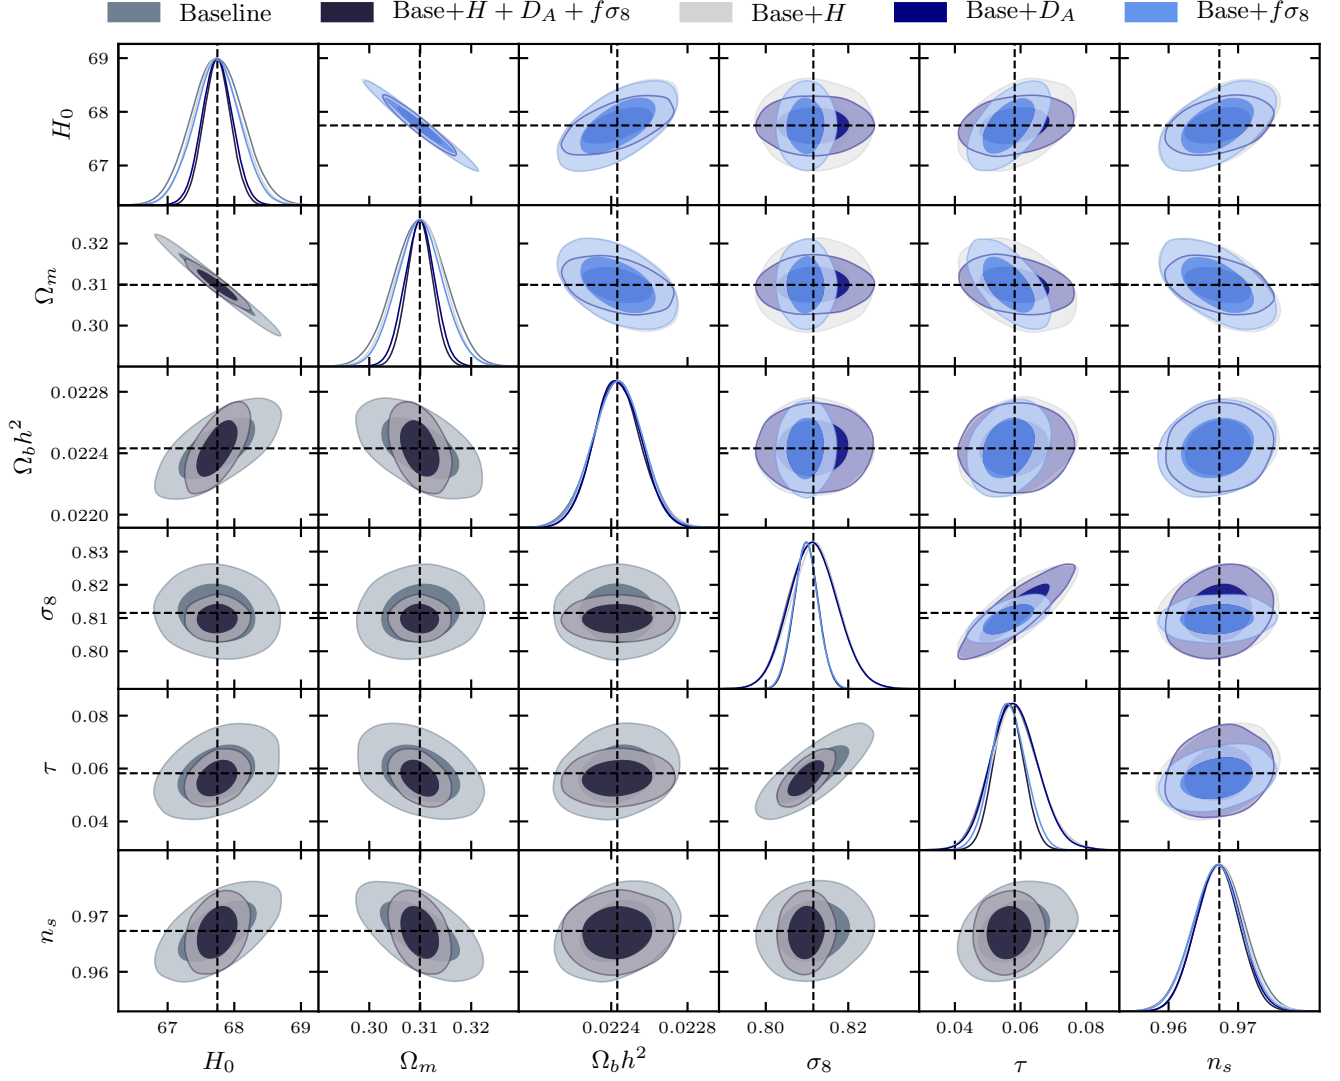 Baseline Base+H + D_A + fσ_8 Base+H Base+D_A Base+fσ_8
69
68
67
H_0
0.32
0.31
0.30
Ω_m
0.0228
0.0224
0.0220
Ω_b h^2
0.83
0.82
0.81
0.80
σ_8
0.08
0.06
0.04
τ
0.97
0.96
n_s
67 68 69 0.30 0.31 0.32 0.0224 0.0228 0.80 0.82 0.04 0.06 0.08 0.96 0.97
H_0 Ω_m Ω_b h^2 σ_8 τ n_s